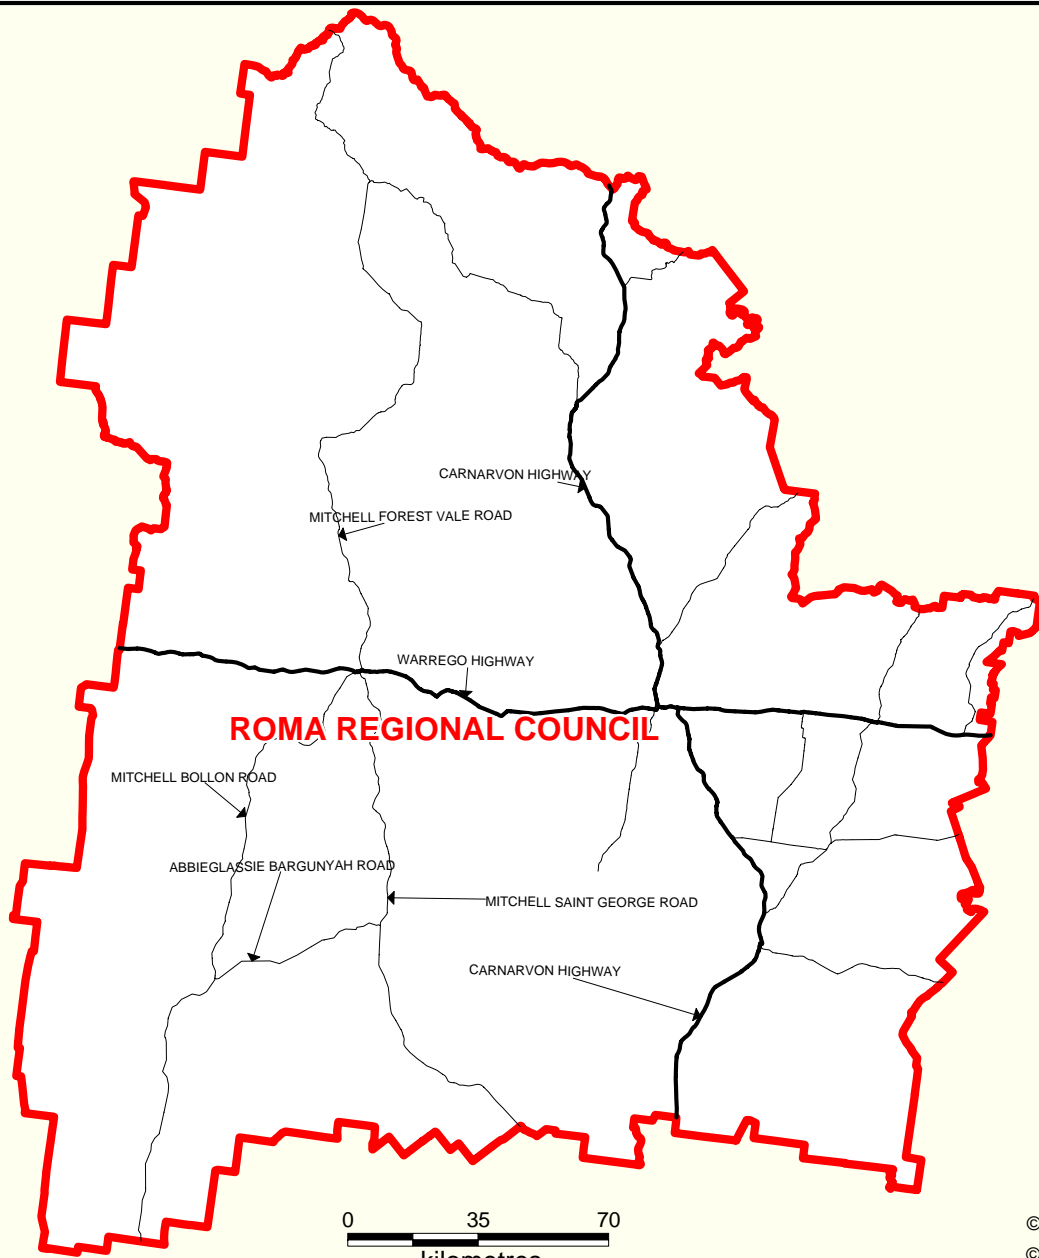 CARNARVON HIGHWAY
MITCHELL FOREST VALE ROAD
WARREGO HIGHWAY
ROMA REGIONAL COUNCIL
MITCHELL BOLLON ROAD
ABBIEGLASSIE BARGUNYAH ROAD
MITCHELL SAINT GEORGE ROAD
CARNARVON HIGHWAY
0 35 70
kilometres
©
©